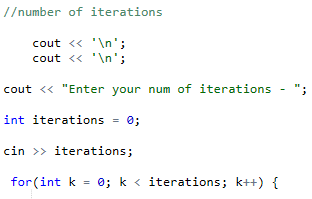 //number of iterations
cout << '\n';
cout << '\n';
cout << "Enter your num of iterations - ";
int iterations = 0;
cin >> iterations;
for(int k = 0; k < iterations; k++) {